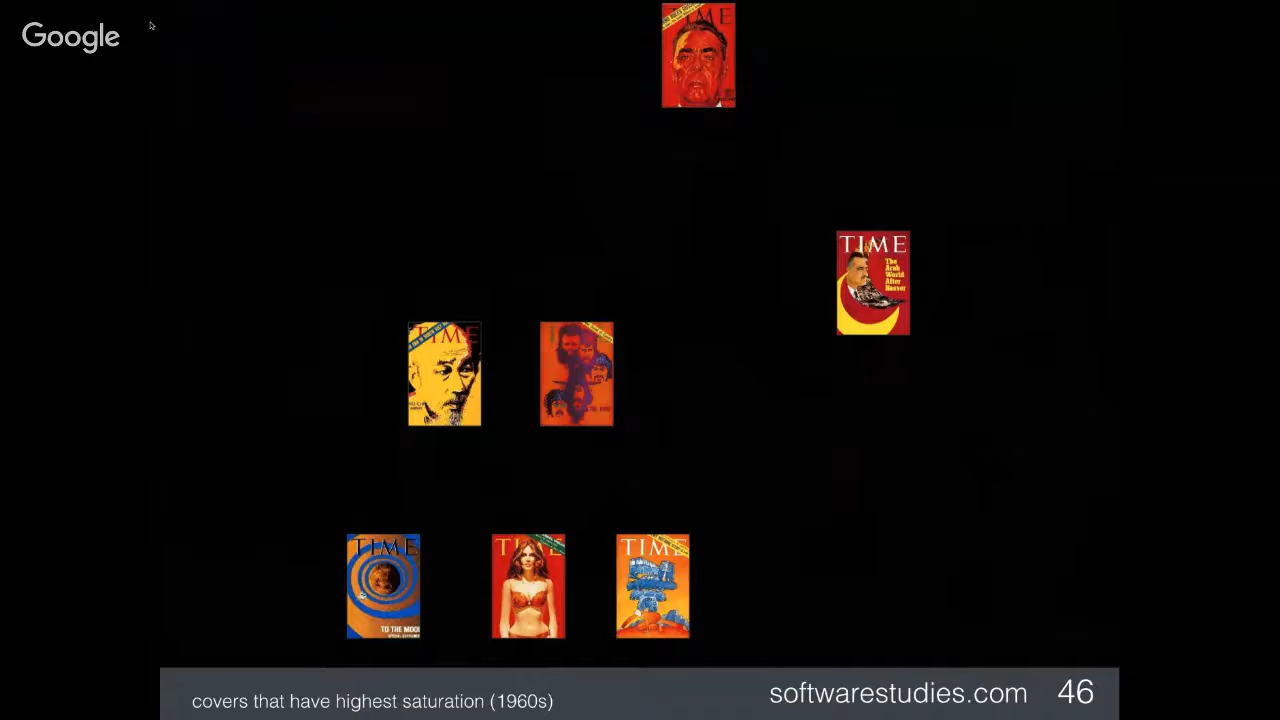 Google
TIME
TIME
The
Arab
World
After
Nasser
TIME
TIME
TO THE MOON
TIME
TIME
covers that have highest saturation (1960s)
softwarestudies.com 46